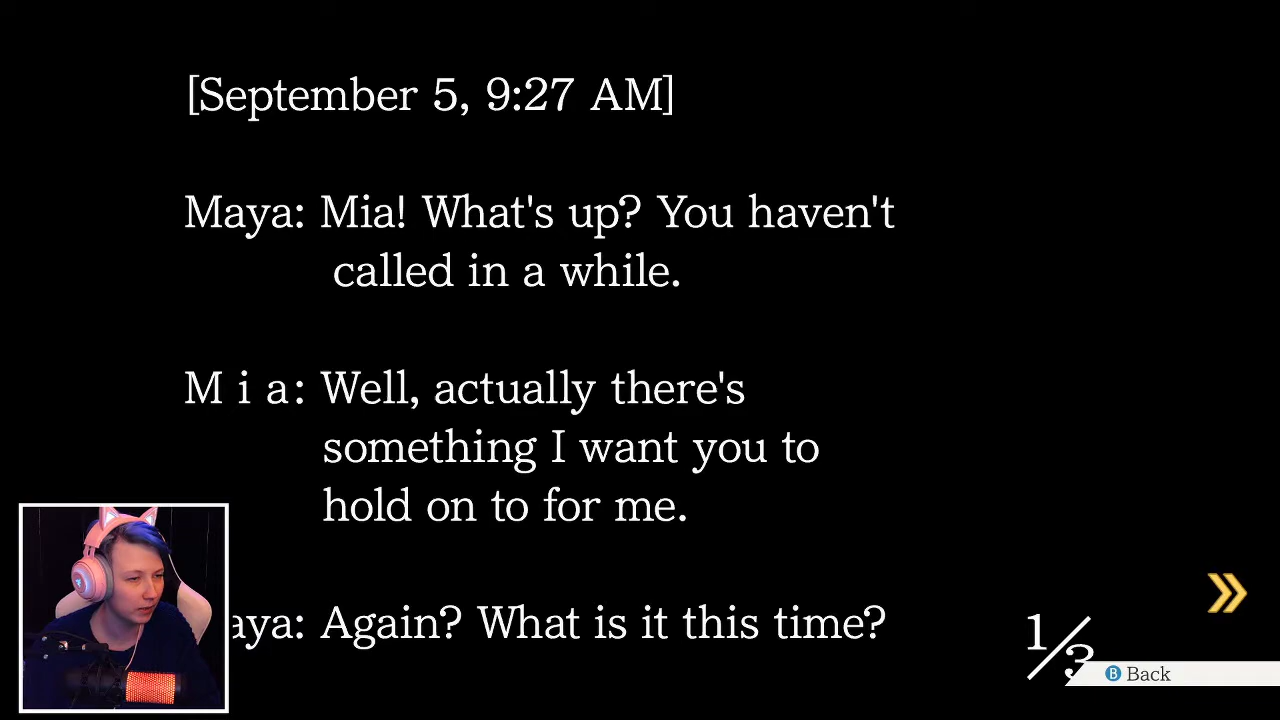 [September 5, 9:27 AM]
Maya: Mia! What's up? You haven't
called in a while.
M i a: Well, actually there's
something I want you to
hold on to for me.
aya: Again? What is it this time?
1/3
B Back